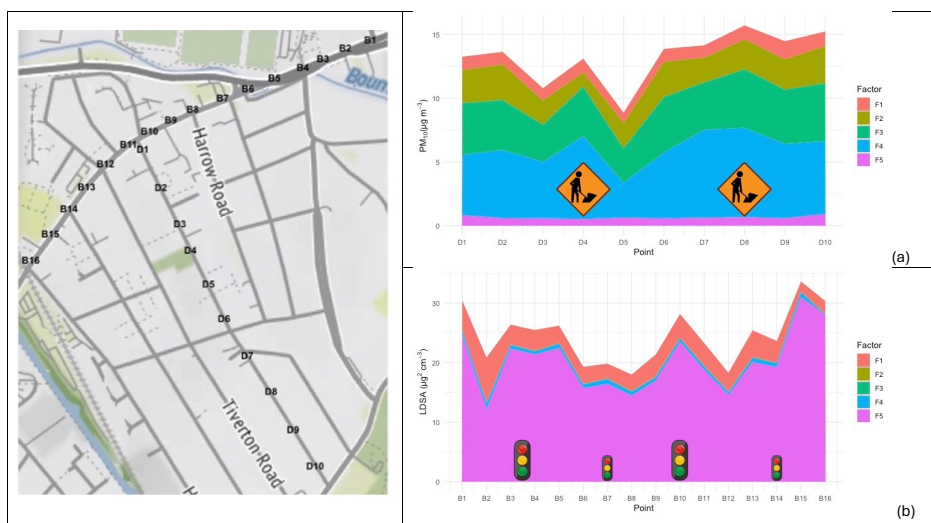 B1
B2
B3
B4
B5
B6
B7
B8
B9
B10
B11
D1
B12
B13
D2
B14
B15
B16
D3
D4
D5
D6
D7
D8
D9
D10
Boun
Harrow Road
Tiverton Road
H
PM10(µg m⁻³)
15
10
5
0
D1 D2 D3 D4 D5 D6 D7 D8 D9 D10
Point
Factor
F1
F2
F3
F4
F5
(a)
LDSA (µg² cm⁻³)
30
20
10
0
B1 B2 B3 B4 B5 B6 B7 B8 B9 B10 B11 B12 B13 B14 B15 B16
Point
Factor
F1
F2
F3
F4
F5
(b)